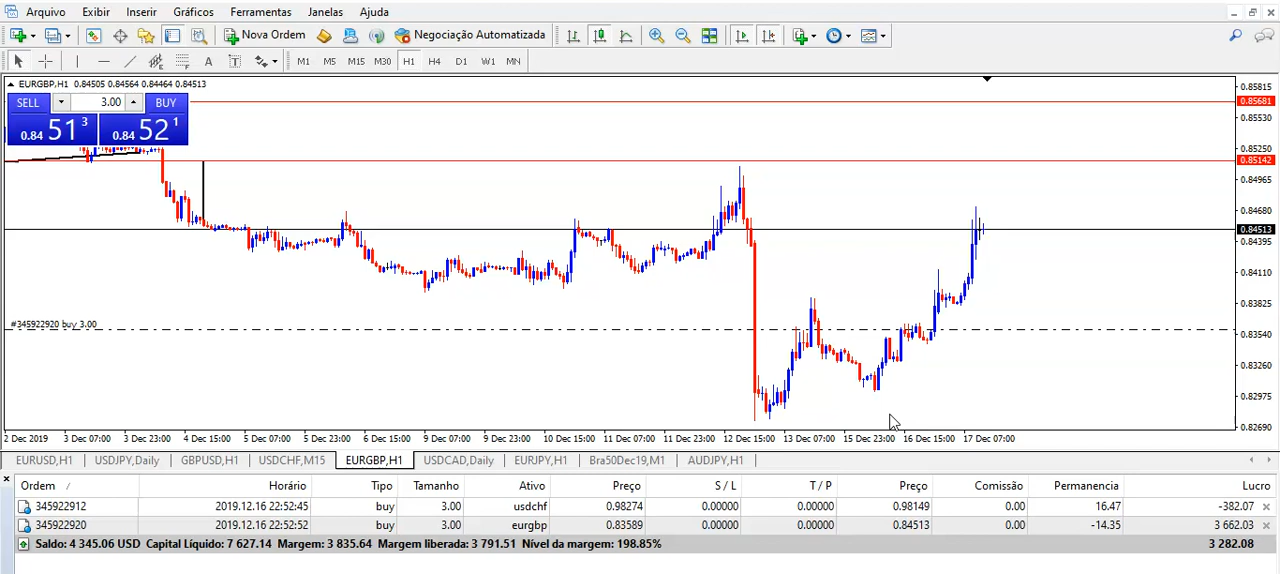 Arquivo Exibir Inserir Gráficos Ferramentas Janelas Ajuda
Nova Ordem Negociação Automatizada
A T M1 M5 M15 M30 H1 H4 D1 W1 MN
EURGBP,H1 0.84505 0.84564 0.84464 0.84513
SELL 3.00 BUY
0.84 51 3 0.84 52 1
0.85815
0.85681
0.85530
0.85250
0.85142
0.84965
0.84680
0.84513
0.84395
0.84110
0.83825
0.83540
0.83260
0.82975
0.82690
#345922920 buy 3.00
2 Dec 2019 3 Dec 07:00 3 Dec 23:00 4 Dec 15:00 5 Dec 07:00 5 Dec 23:00 6 Dec 15:00 9 Dec 07:00 9 Dec 23:00 10 Dec 15:00 11 Dec 07:00 11 Dec 23:00 12 Dec 15:00 13 Dec 07:00 15 Dec 23:00 16 Dec 15:00 17 Dec 07:00
EURUSD,H1 USDJPY,Daily GBPUSD,H1 USDCHF,M15 EURGBP,H1 USDCAD,Daily EURJPY,H1 Bra50Dec19,M1 AUDJPY,H1
Ordem / Horário Tipo Tamanho Ativo Preço S / L T / P Preço Comissão Permanencia Lucro
345922912 2019.12.16 22:52:45 buy 3.00 usdchf 0.98274 0.00000 0.00000 0.98149 0.00 16.47 -382.07
345922920 2019.12.16 22:52:52 buy 3.00 eurgbp 0.83589 0.00000 0.00000 0.84513 0.00 -14.35 3 662.03
Saldo: 4 345.06 USD Capital Líquido: 7 627.14 Margem: 3 835.64 Margem liberada: 3 791.51 Nível da margem: 198.85% 3 282.08